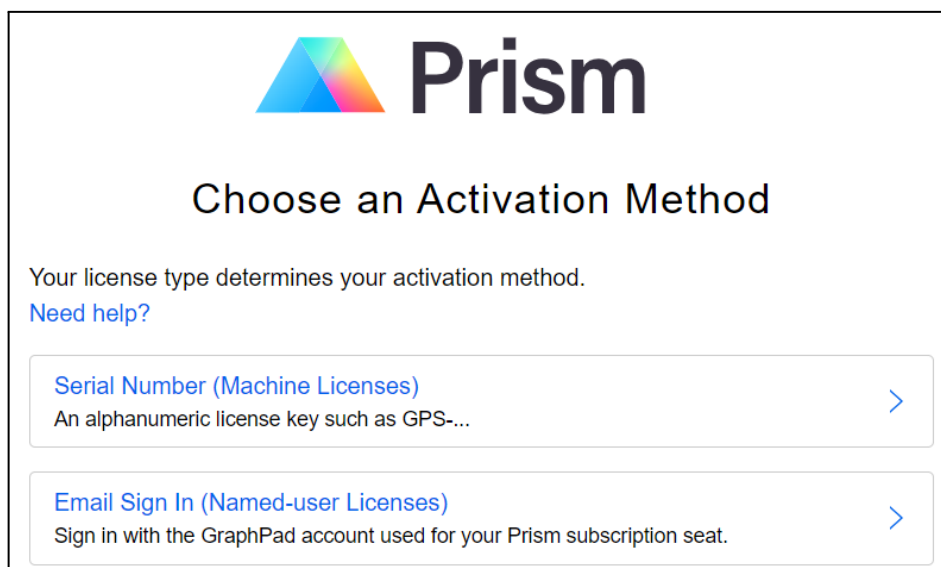 Prism
Choose an Activation Method
Your license type determines your activation method.
Need help?
Serial Number (Machine Licenses)
An alphanumeric license key such as GPS-...
Email Sign In (Named-user Licenses)
Sign in with the GraphPad account used for your Prism subscription seat.